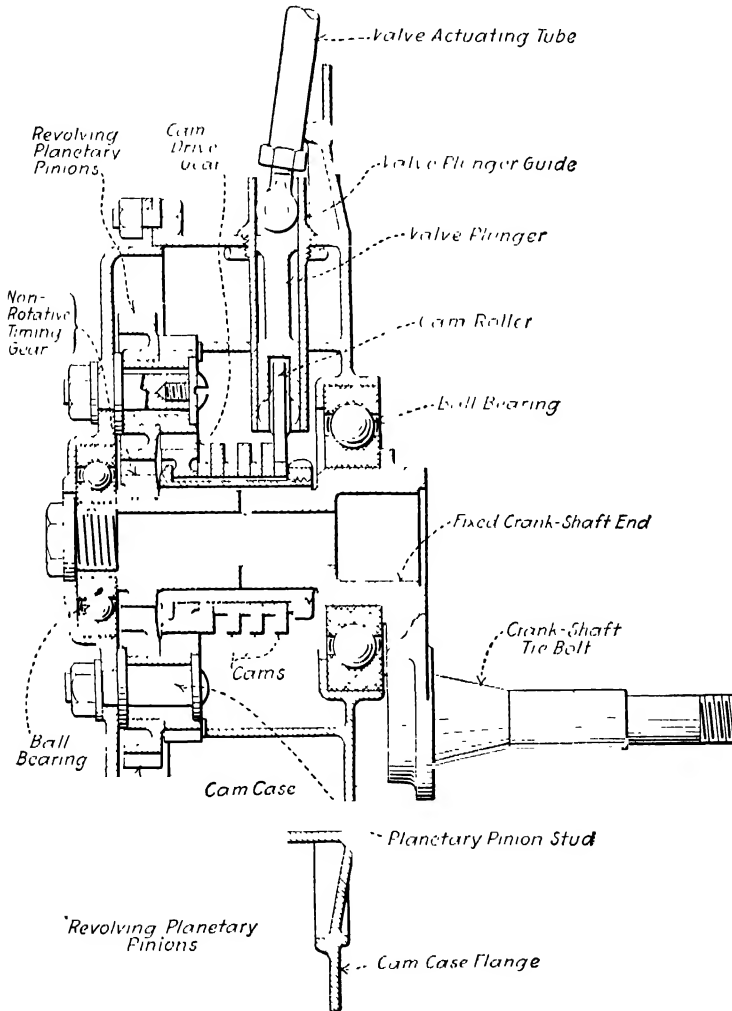 Valve Actuating Tube
Revolving
Planetary
Pinions
Cam
Drive
Gear
Valve Plunger Guide
Valve Plunger
Non-
Rotative
Timing
Gear
Cam Roller
Ball Bearing
Fixed Crank-Shaft End
Crank-Shaft
Tie Bolt
Cams
Ball
Bearing
Cam Case
Planetary Pinion Stud
Revolving Planetary
Pinions
Cam Case Flange